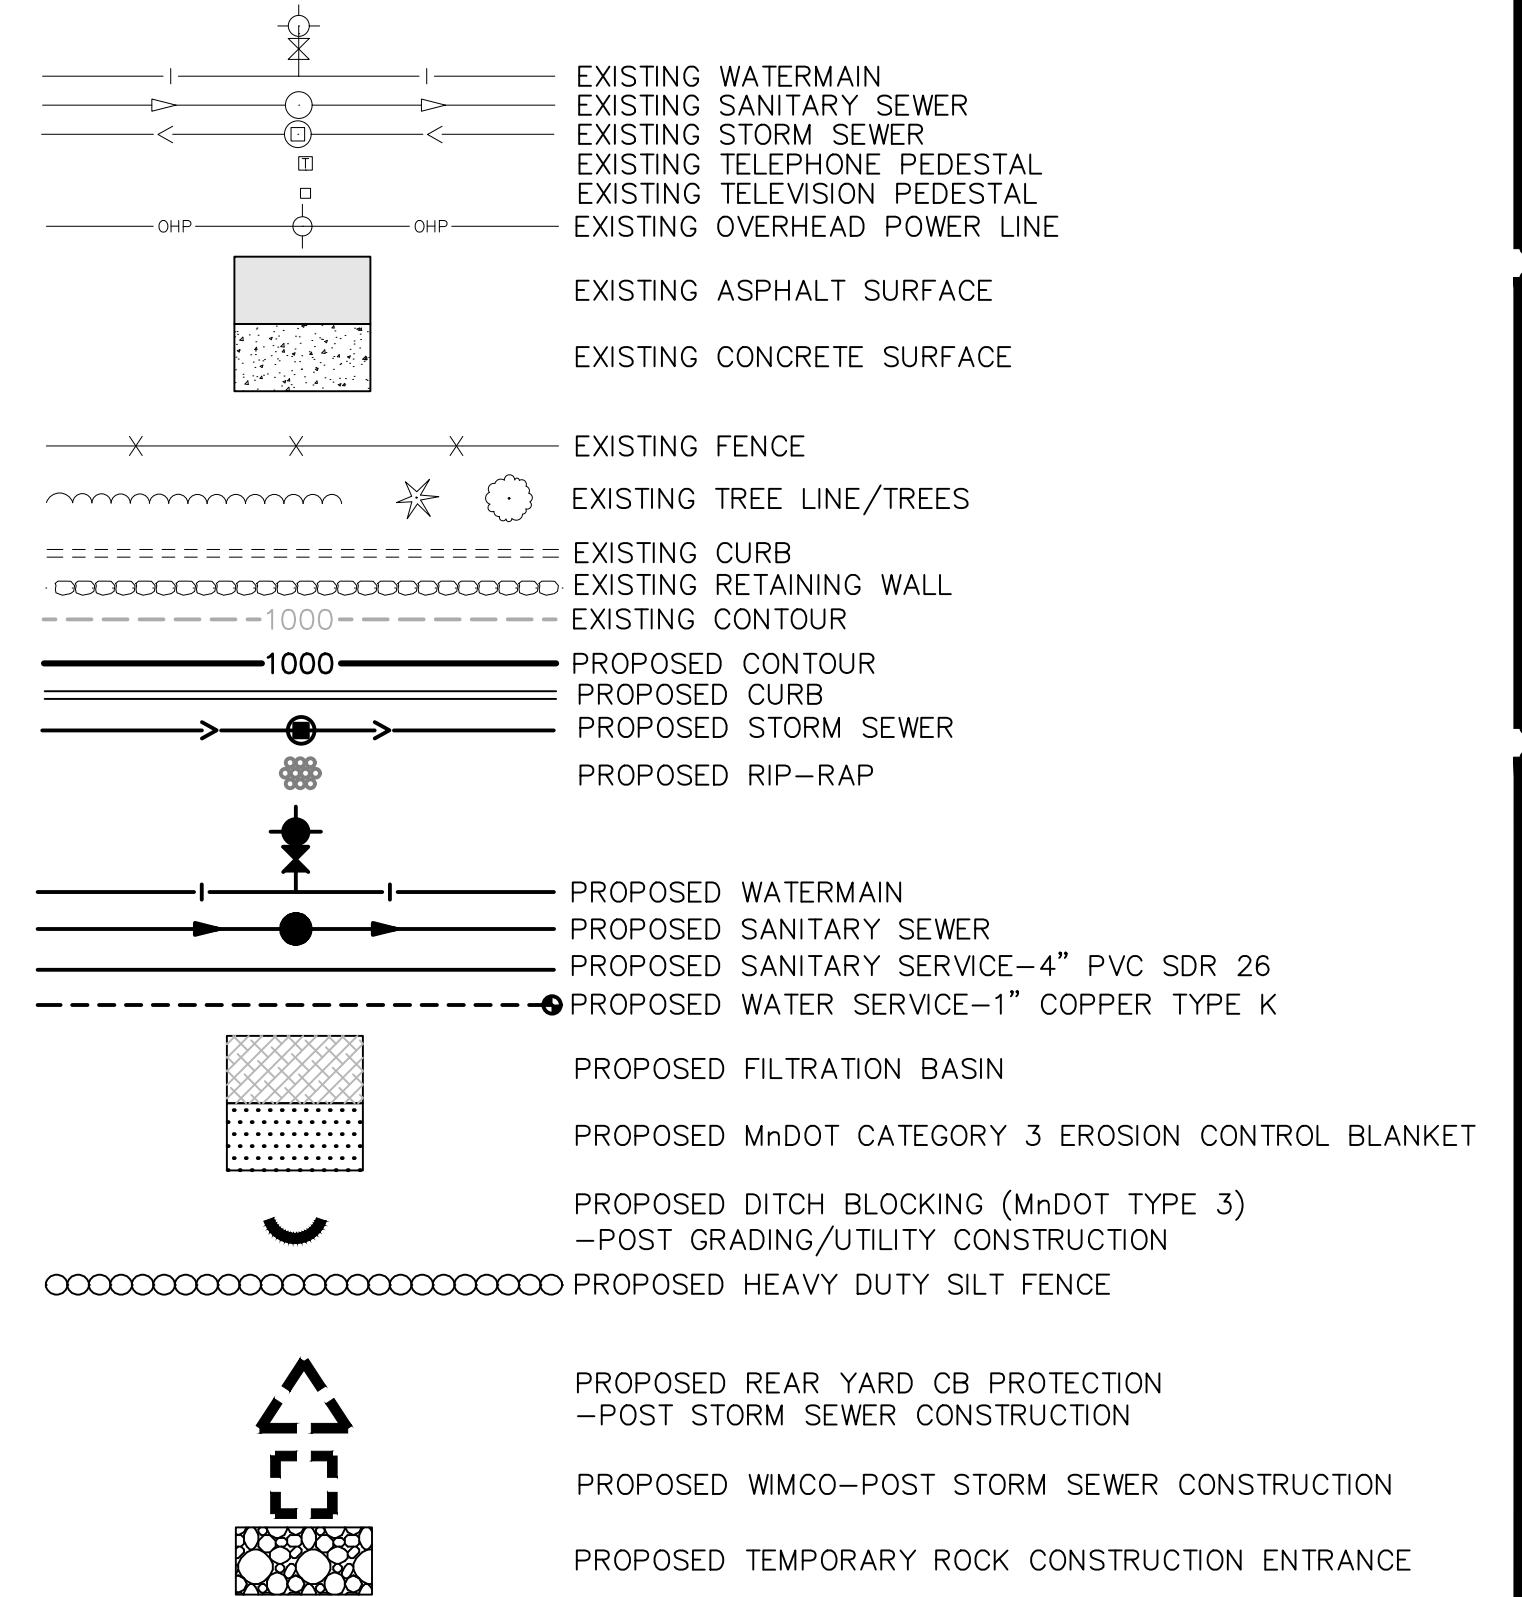 EXISTING WATERMAIN
EXISTING SANITARY SEWER
EXISTING STORM SEWER
T EXISTING TELEPHONE PEDESTAL
EXISTING TELEVISION PEDESTAL
OHP OHP EXISTING OVERHEAD POWER LINE
EXISTING ASPHALT SURFACE
EXISTING CONCRETE SURFACE
EXISTING FENCE
EXISTING TREE LINE/TREES
EXISTING CURB
EXISTING RETAINING WALL
1000 EXISTING CONTOUR
1000 PROPOSED CONTOUR
PROPOSED CURB
PROPOSED STORM SEWER
PROPOSED RIP-RAP
PROPOSED WATERMAIN
PROPOSED SANITARY SEWER
PROPOSED SANITARY SERVICE-4" PVC SDR 26
PROPOSED WATER SERVICE-1" COPPER TYPE K
PROPOSED FILTRATION BASIN
PROPOSED MnDOT CATEGORY 3 EROSION CONTROL BLANKET
PROPOSED DITCH BLOCKING (MnDOT TYPE 3)
-POST GRADING/UTILITY CONSTRUCTION
PROPOSED HEAVY DUTY SILT FENCE
PROPOSED REAR YARD CB PROTECTION
-POST STORM SEWER CONSTRUCTION
PROPOSED WIMCO-POST STORM SEWER CONSTRUCTION
PROPOSED TEMPORARY ROCK CONSTRUCTION ENTRANCE